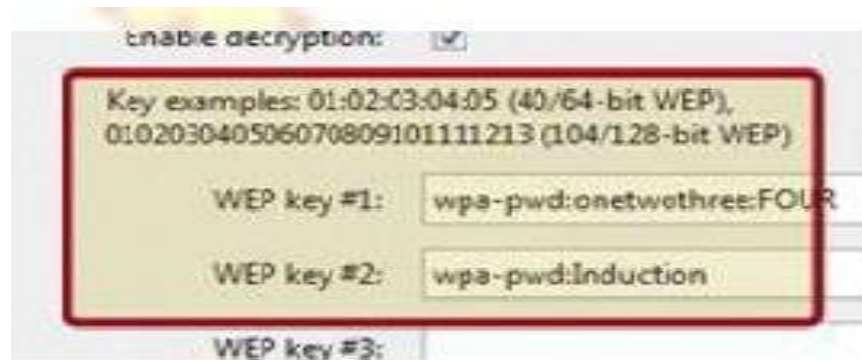 Enable decryption:
Key examples: 01:02:03:04:05 (40/64-bit WEP),
01020304050607080910111213 (104/128-bit WEP)
WEP key #1: wpa-pwd:onetwothree:FOUR
WEP key #2: wpa-pwd:Induction
WEP key #3: